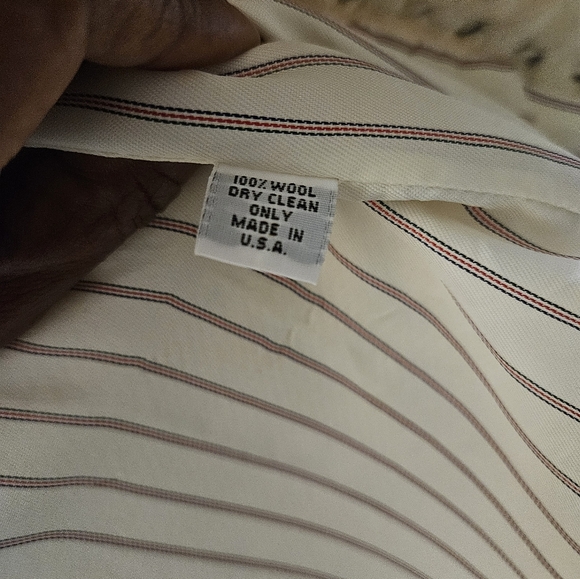 100% WOOL
DRY CLEAN
ONLY
MADE IN
U.S.A.